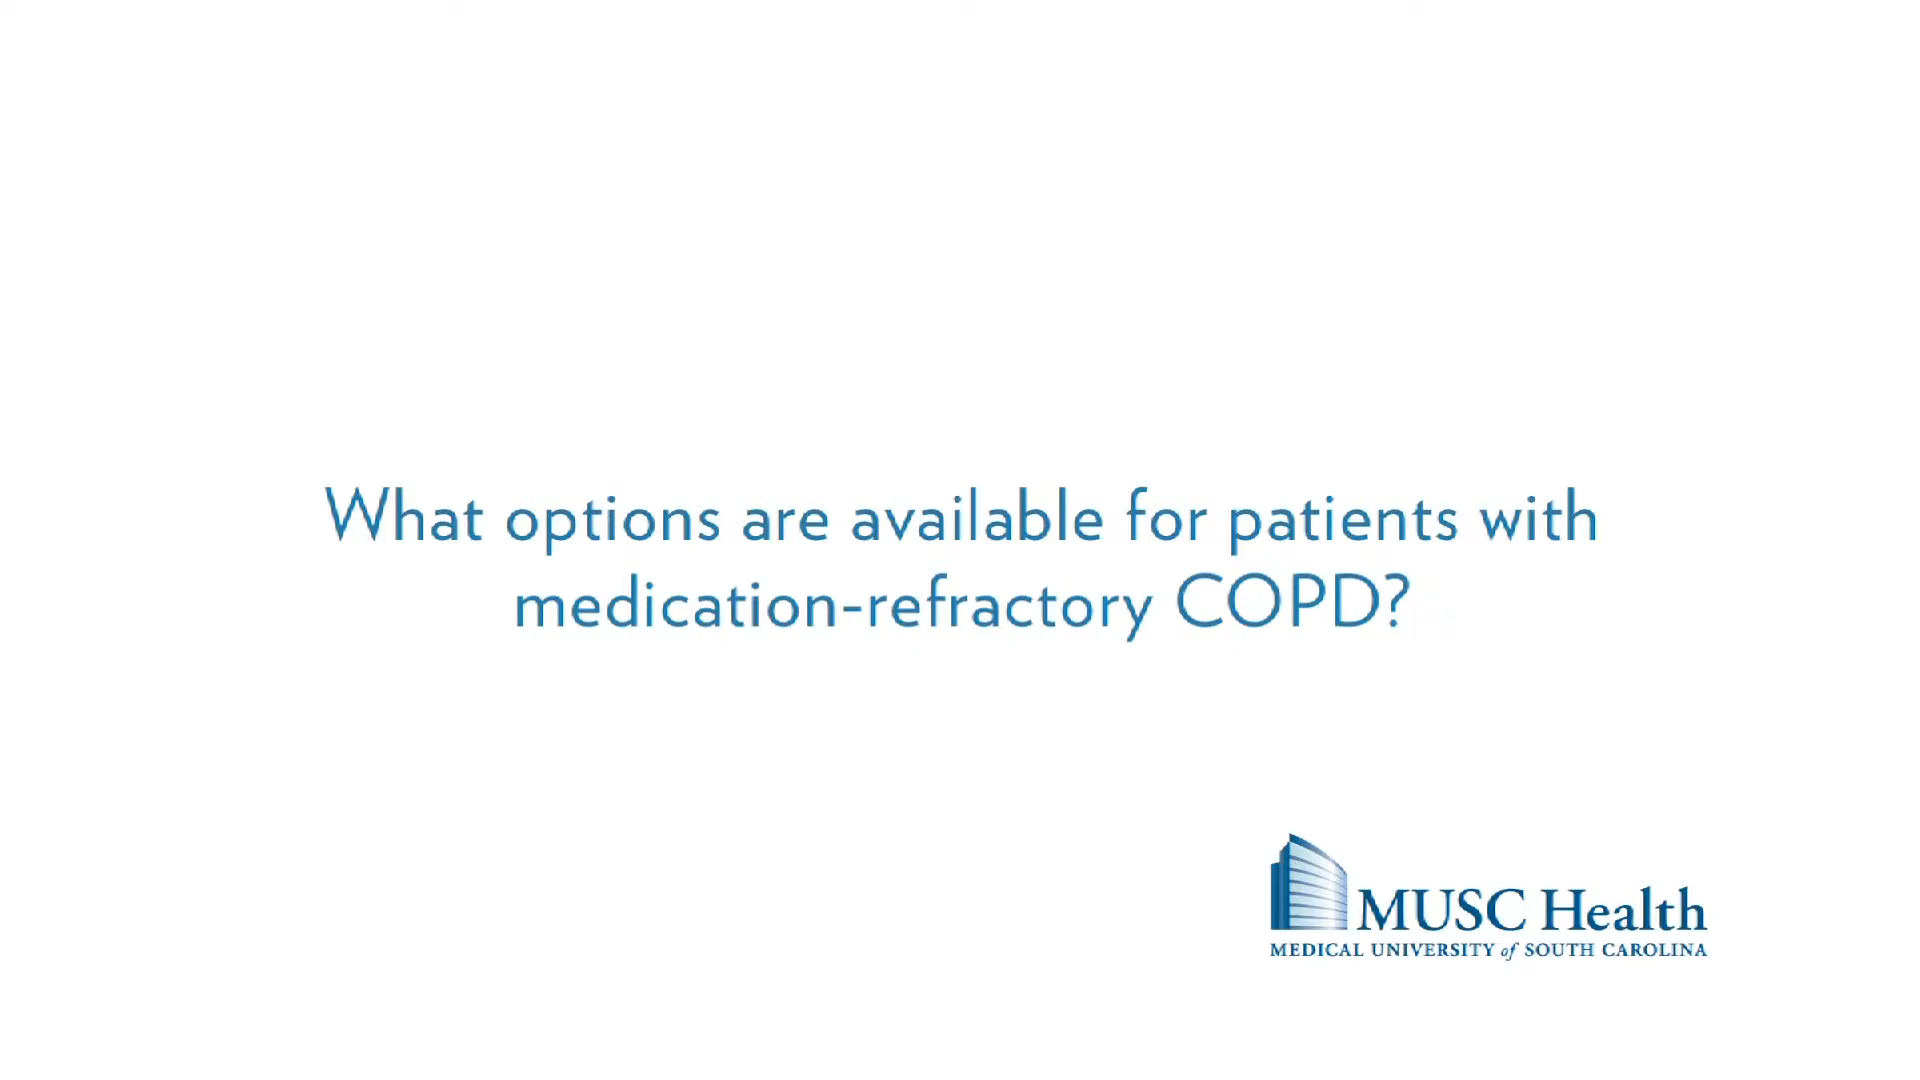 What options are available for patients with
medication-refractory COPD?
MUSC Health
MEDICAL UNIVERSITY of SOUTH CAROLINA